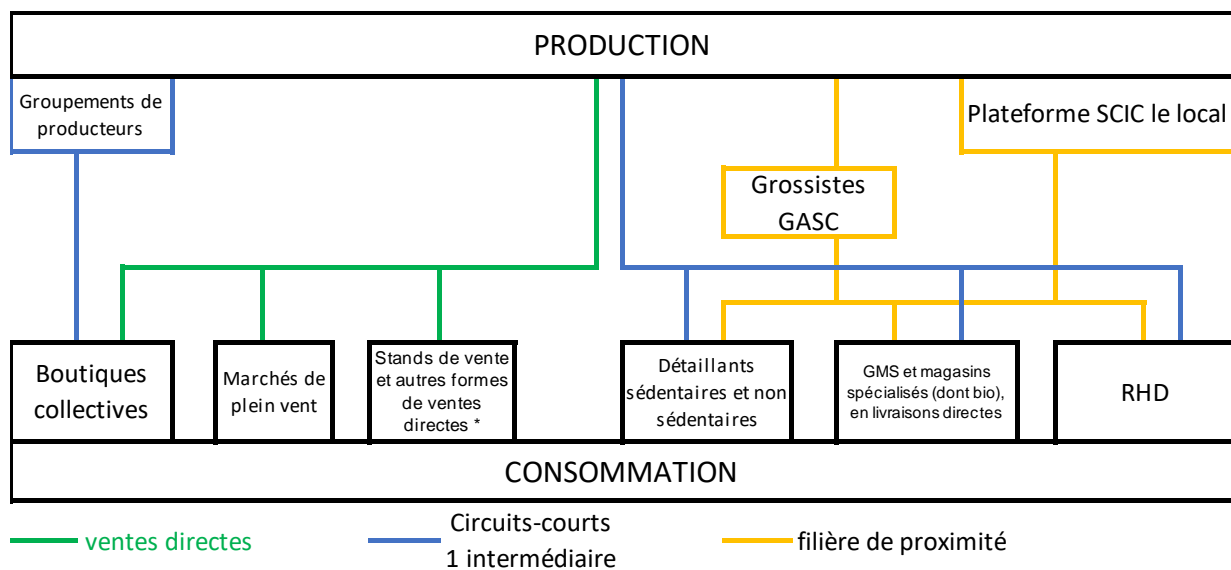 PRODUCTION
Groupements de
producteurs
Plateforme SCIC le local
Grossistes
GASC
Boutiques
collectives
Marchés de
plein vent
Stands de vente
et autres formes
de ventes
directes *
Détaillants
sédentaires et non
sédentaires
GMS et magasins
spécialisés (dont bio),
en livraisons directes
RHD
CONSOMMATION
ventes directes
Circuits-courts
1 intermédiaire
filière de proximité